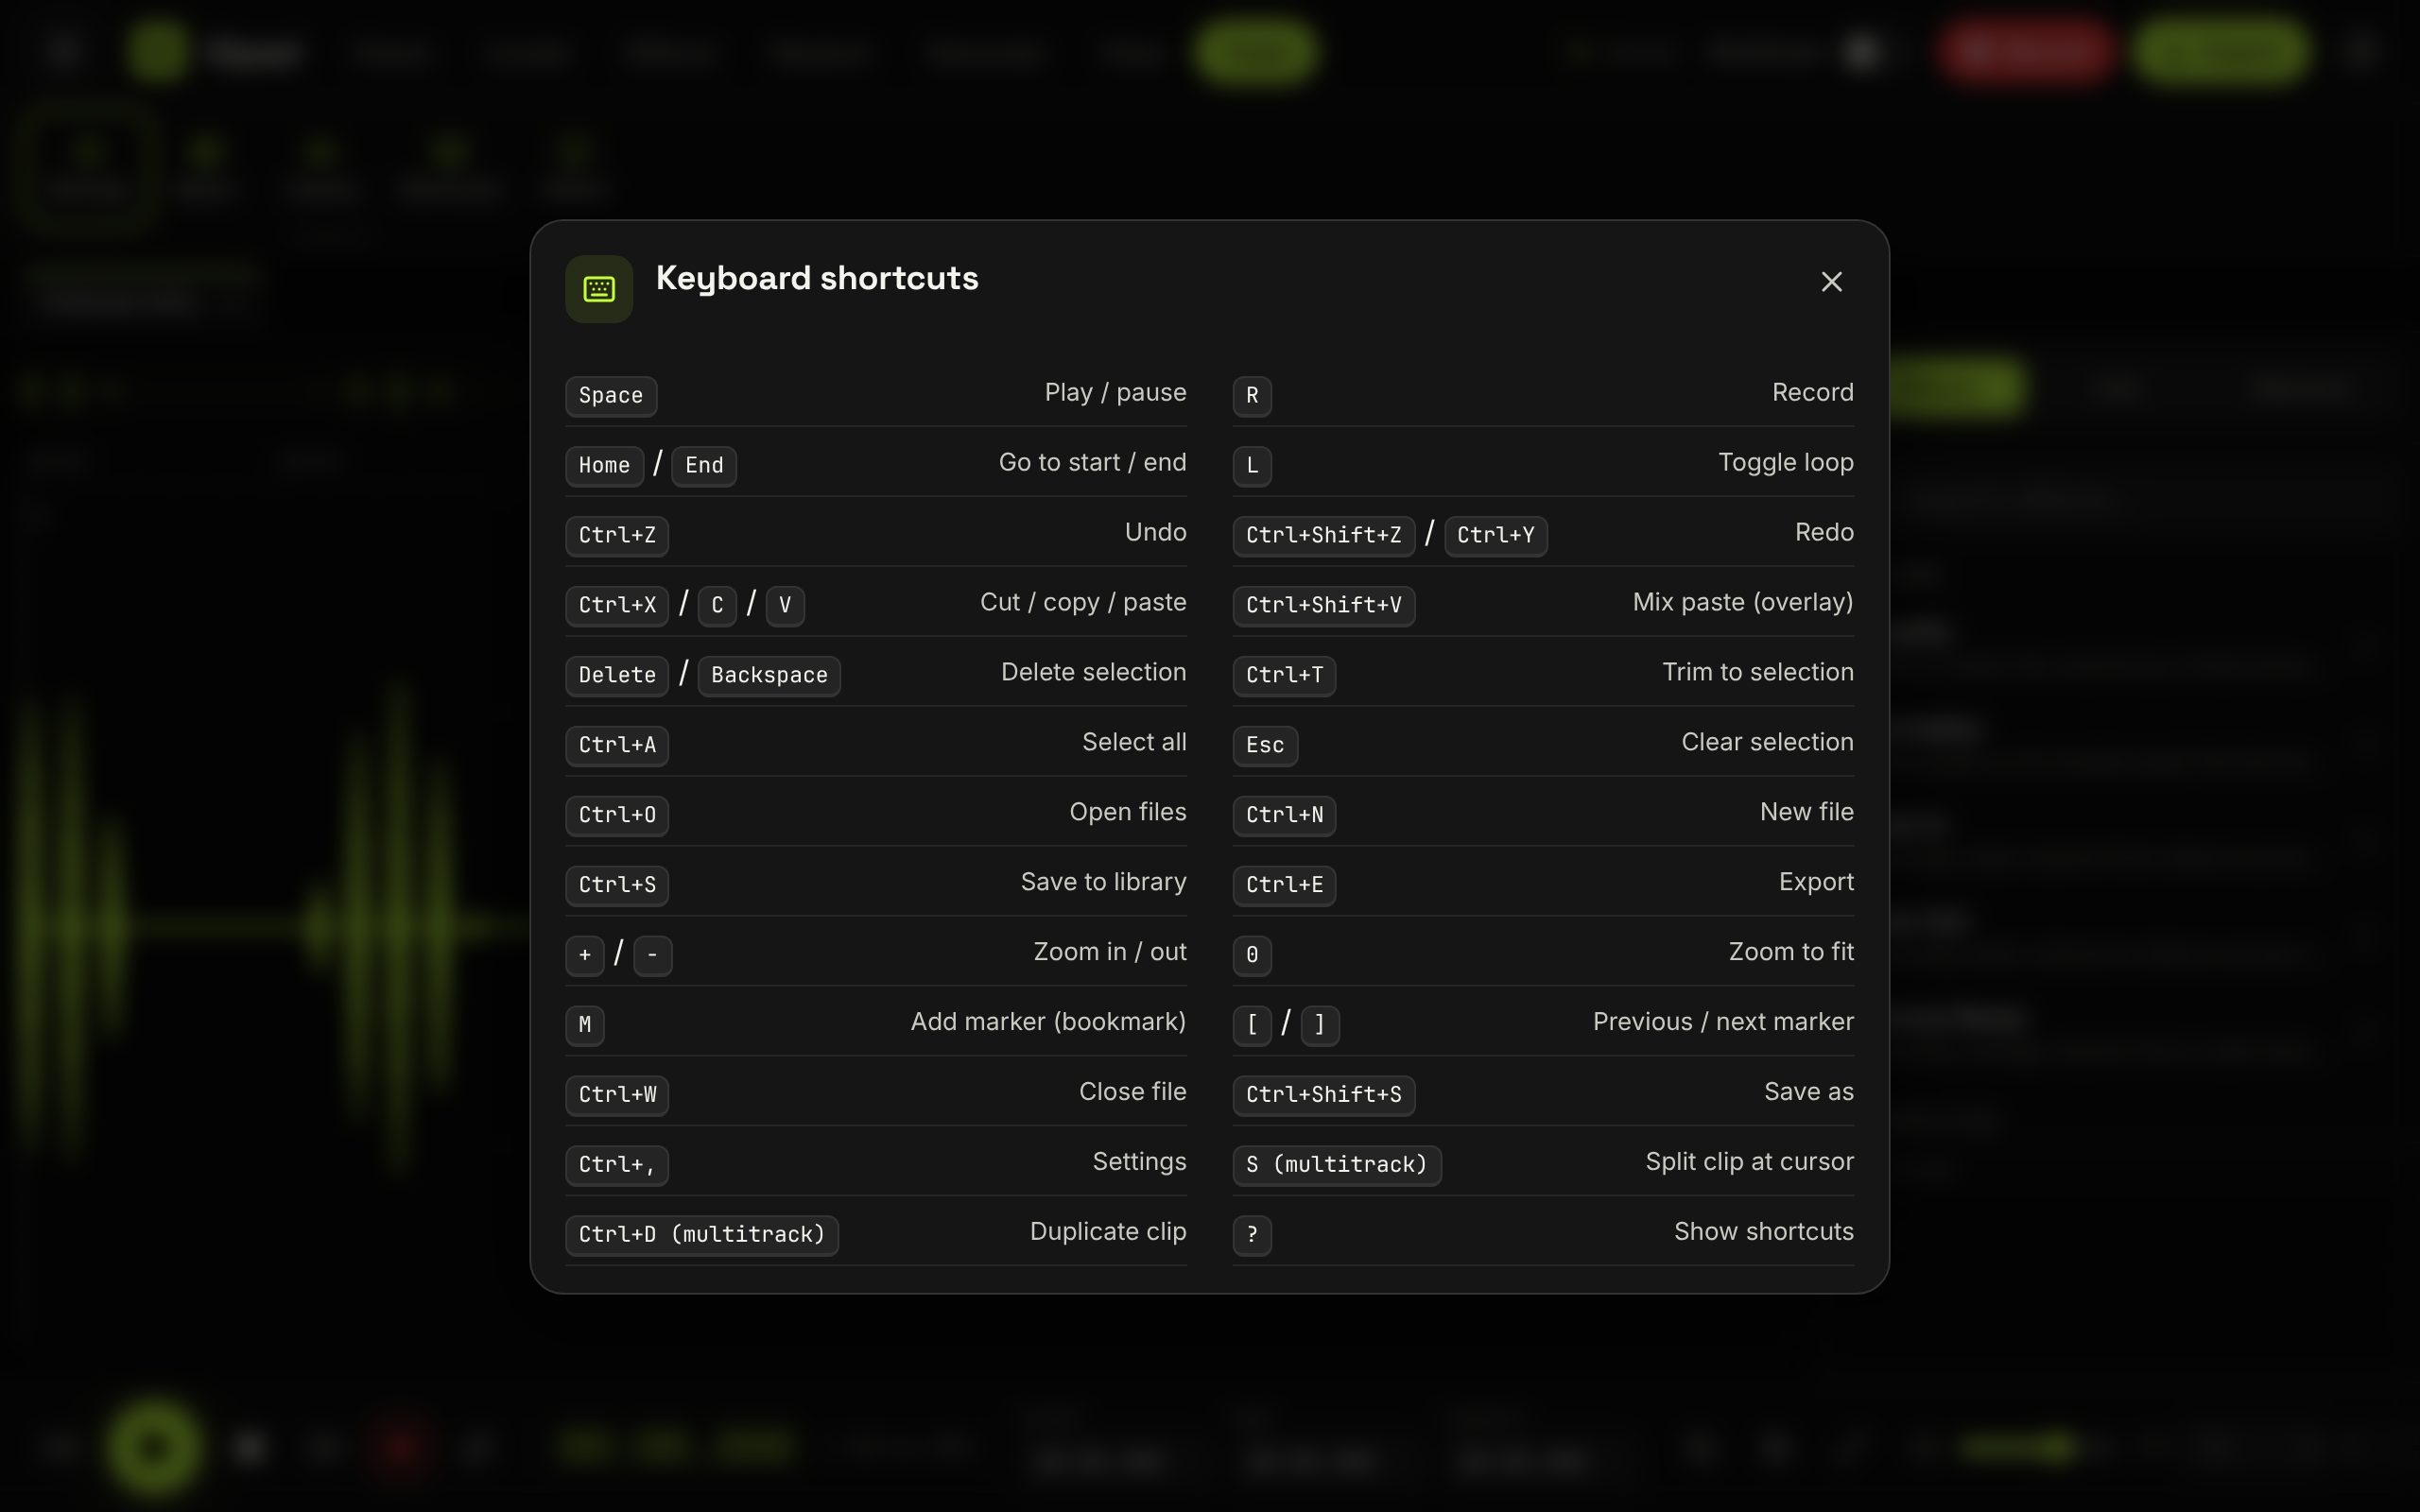 Keyboard shortcuts
Space Play / pause
R Record
Home / End Go to start / end
L Toggle loop
Ctrl+Z Undo
Ctrl+Shift+Z / Ctrl+Y Redo
Ctrl+X / C / V Cut / copy / paste
Ctrl+Shift+V Mix paste (overlay)
Delete / Backspace Delete selection
Ctrl+T Trim to selection
Ctrl+A Select all
Esc Clear selection
Ctrl+O Open files
Ctrl+N New file
Ctrl+S Save to library
Ctrl+E Export
+ / - Zoom in / out
0 Zoom to fit
M Add marker (bookmark)
[ / ] Previous / next marker
Ctrl+W Close file
Ctrl+Shift+S Save as
Ctrl+, Settings
S (multitrack) Split clip at cursor
Ctrl+D (multitrack) Duplicate clip
? Show shortcuts